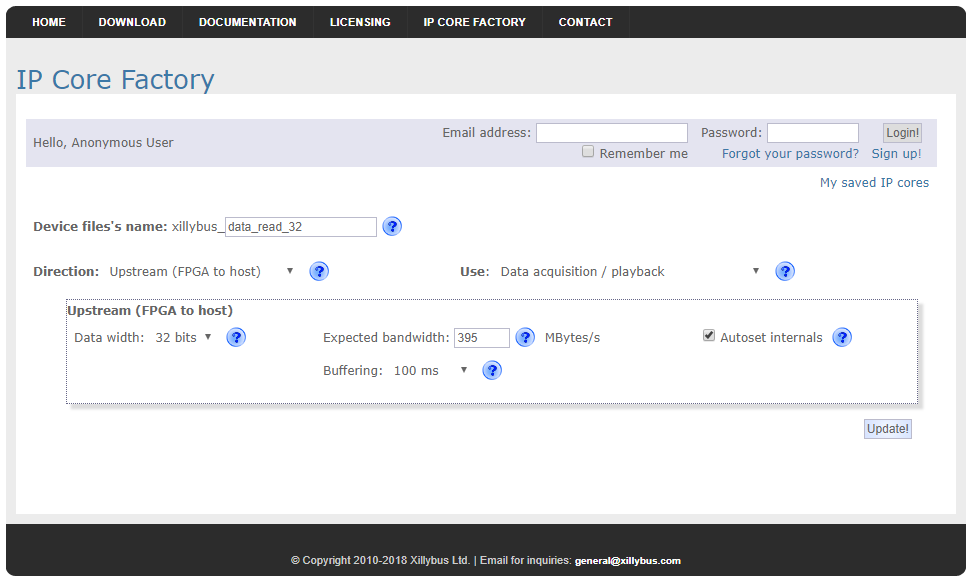 HOME DOWNLOAD DOCUMENTATION LICENSING IP CORE FACTORY CONTACT
IP Core Factory
Hello, Anonymous User
Email address: Password: Login!
Remember me Forgot your password? Sign up!
My saved IP cores
Device files's name: xillybus_ data_read_32 ?
Direction: Upstream (FPGA to host) ? Use: Data acquisition / playback ?
Upstream (FPGA to host)
Data width: 32 bits ? Expected bandwidth: 395 ? MBytes/s Autoset internals ?
Buffering: 100 ms ?
Update!
© Copyright 2010-2018 Xillybus Ltd. | Email for inquiries: general@xillybus.com